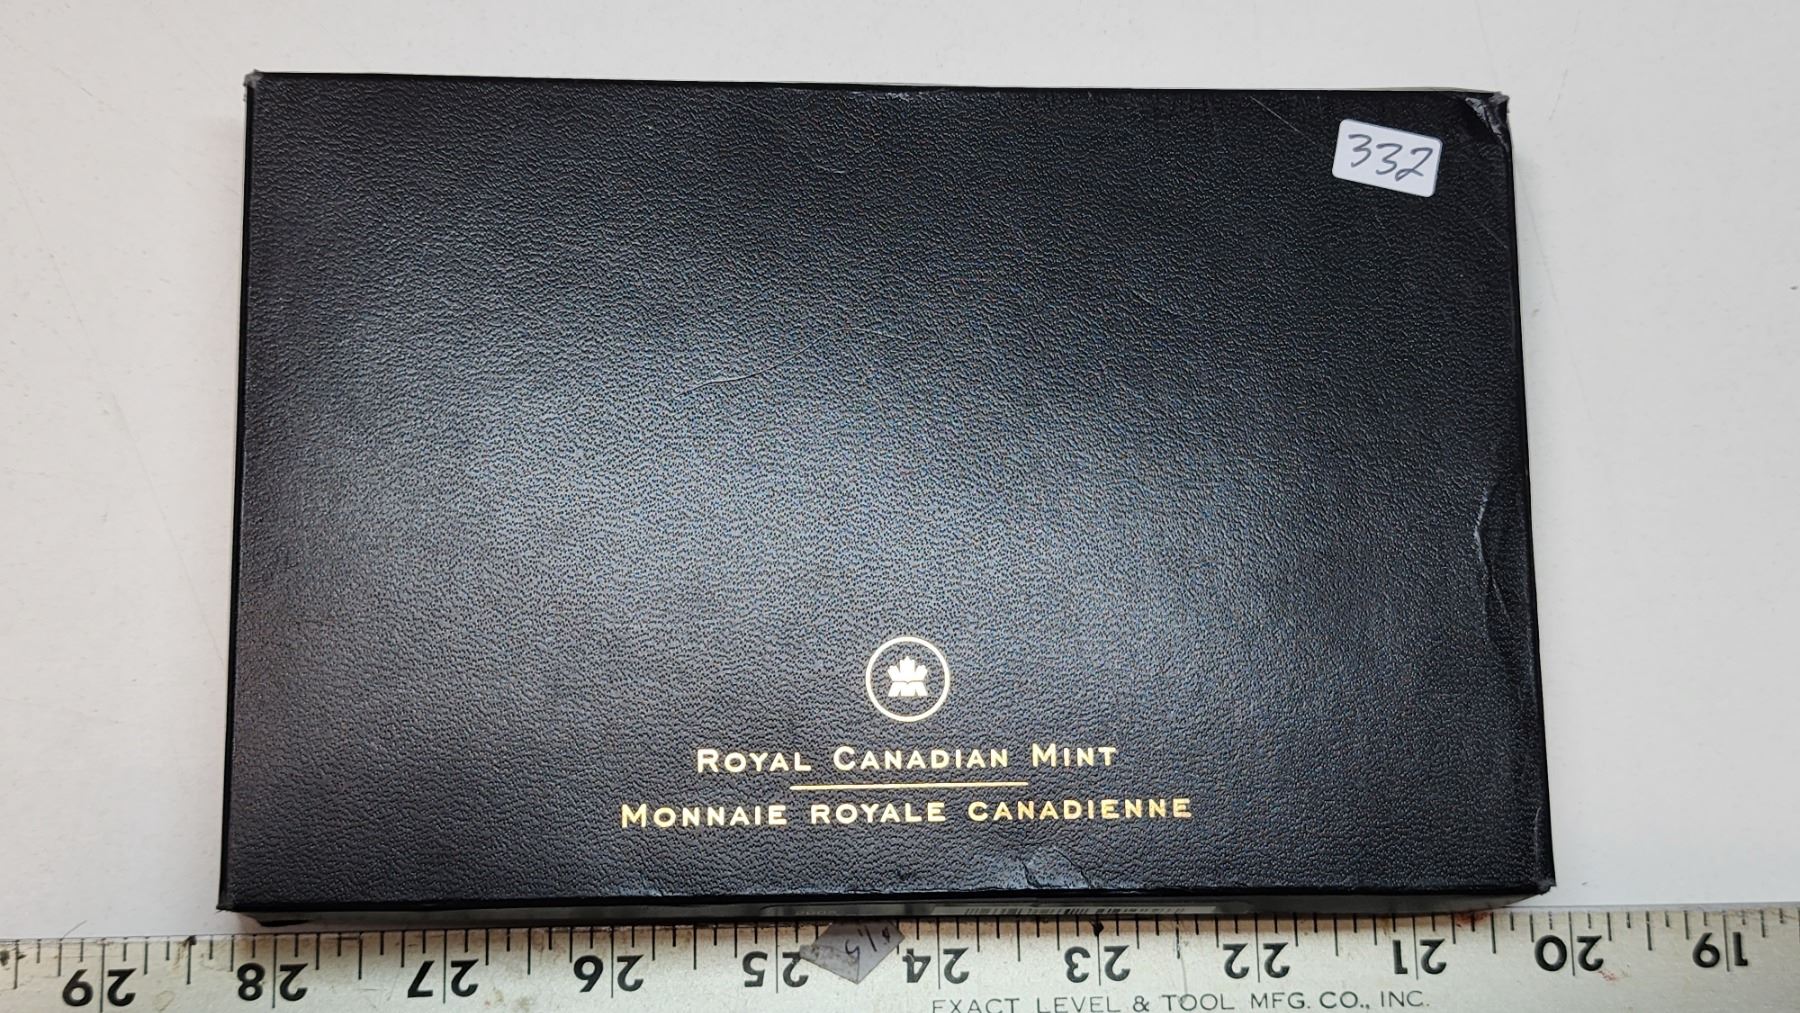 332
ROYAL CANADIAN MINT
MONNAIE ROYALE CANADIENNE
29 28 27 26 25 24 23 22 21 20 19
EXACT LEVEL & TOOL MFG. CO., INC.